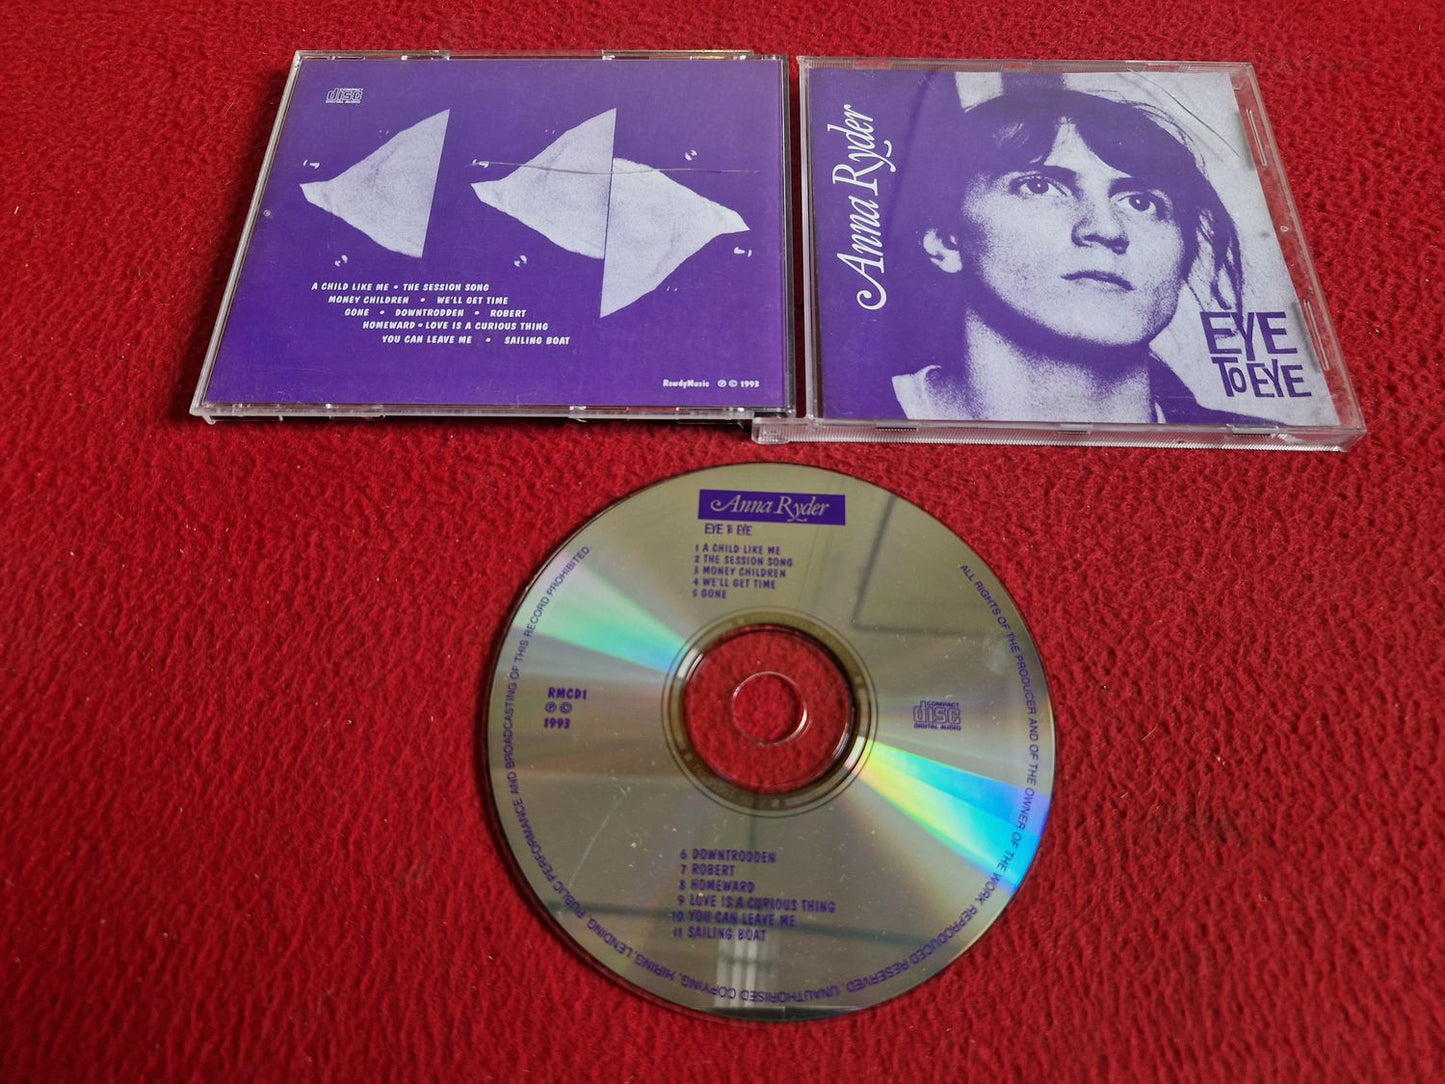 COMPACT
disc
DIGITAL AUDIO
A CHILD LIKE ME • THE SESSION SONG
MONEY CHILDREN • WE'LL GET TIME
GONE • DOWNTRODDEN • ROBERT
HOMEWARD • LOVE IS A CURIOUS THING
YOU CAN LEAVE ME • SAILING BOAT
RowdyMusic ℗ © 1993
Anna Ryder
EYE
TO EYE
Anna Ryder
EYE TO EYE
1 A CHILD LIKE ME
2 THE SESSION SONG
3 MONEY CHILDREN
4 WE'LL GET TIME
5 GONE
RMCD1
℗ ©
1993
COMPACT
disc
DIGITAL AUDIO
6 DOWNTRODDEN
7 ROBERT
8 HOMEWARD
9 LOVE IS A CURIOUS THING
10 YOU CAN LEAVE ME
11 SAILING BOAT
ALL RIGHTS OF THE PRODUCER AND OF THE OWNER OF THE WORK REPRODUCED RESERVED. UNAUTHORISED COPYING, HIRING, LENDING, PUBLIC PERFORMANCE AND BROADCASTING OF THIS RECORD PROHIBITED.